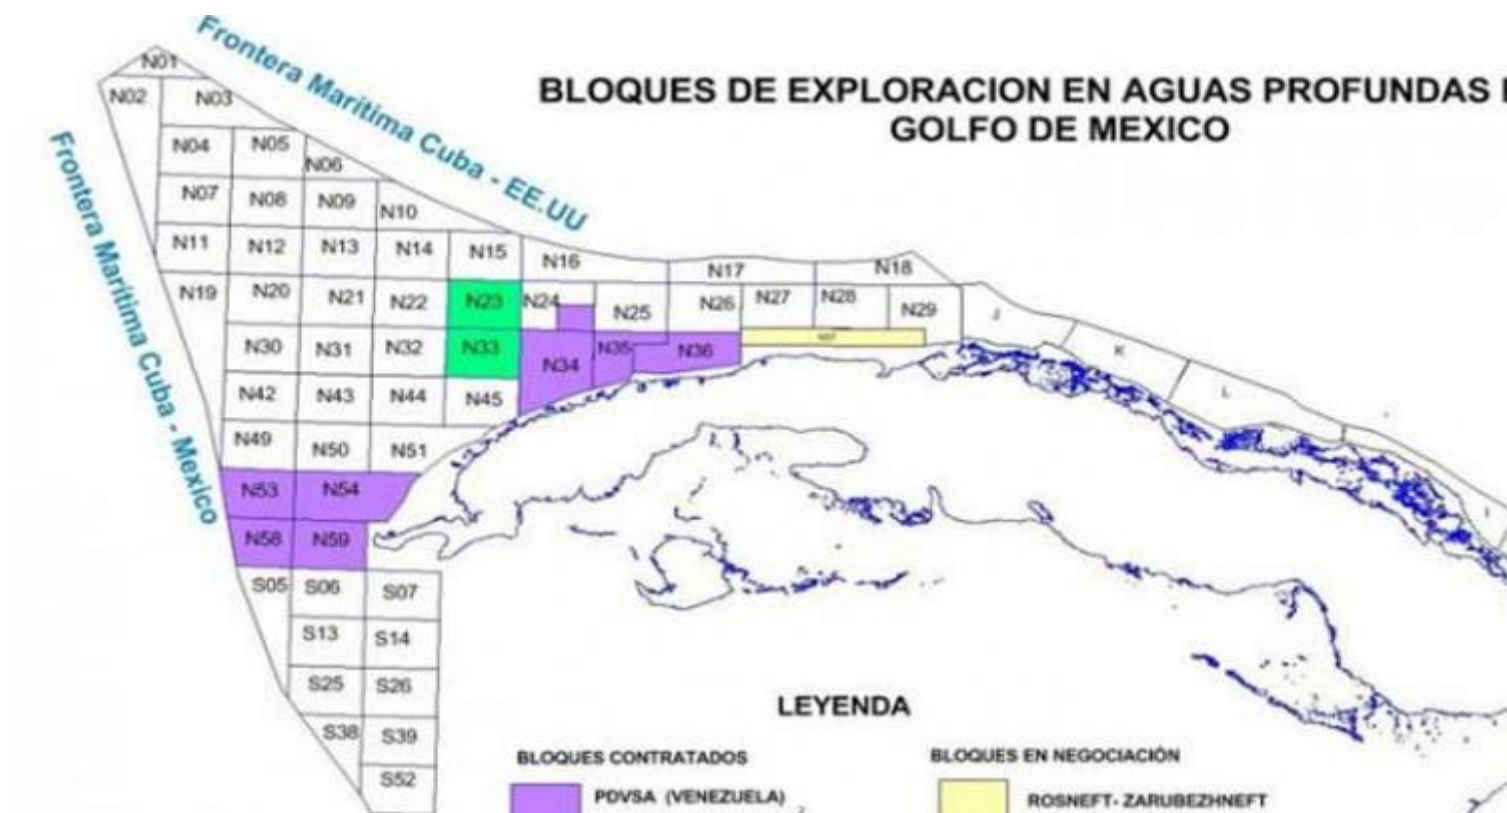 Frontera Marítima Cuba - EE.UU
Frontera Marítima Cuba - Mexico
BLOQUES DE EXPLORACION EN AGUAS PROFUNDAS
GOLFO DE MEXICO
N01
N02 N03
N04 N05 N06
N07 N08 N09 N10
N11 N12 N13 N14 N15 N16 N17 N18
N19 N20 N21 N22 N23 N24 N25 N26 N27 N28 N29
N30 N31 N32 N33 N34 N35 N36
N42 N43 N44 N45
N49 N50 N51
N53 N54
N58 N59
S05 S06 S07
S13 S14
S25 S26
S38 S39
S52
J
K
L
LEYENDA
BLOQUES CONTRATADOS
PDVSA (VENEZUELA)
BLOQUES EN NEGOCIACIÓN
ROSNEFT- ZARUBEZHNEFT